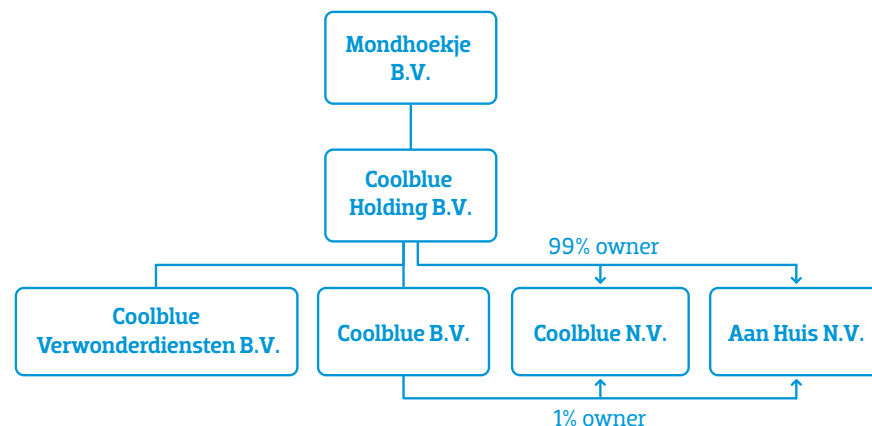 Mondhoekje
B.V.
Coolblue
Holding B.V.
99% owner
Coolblue
Verwonderdiensten B.V.
Coolblue B.V.
Coolblue N.V.
Aan Huis N.V.
1% owner